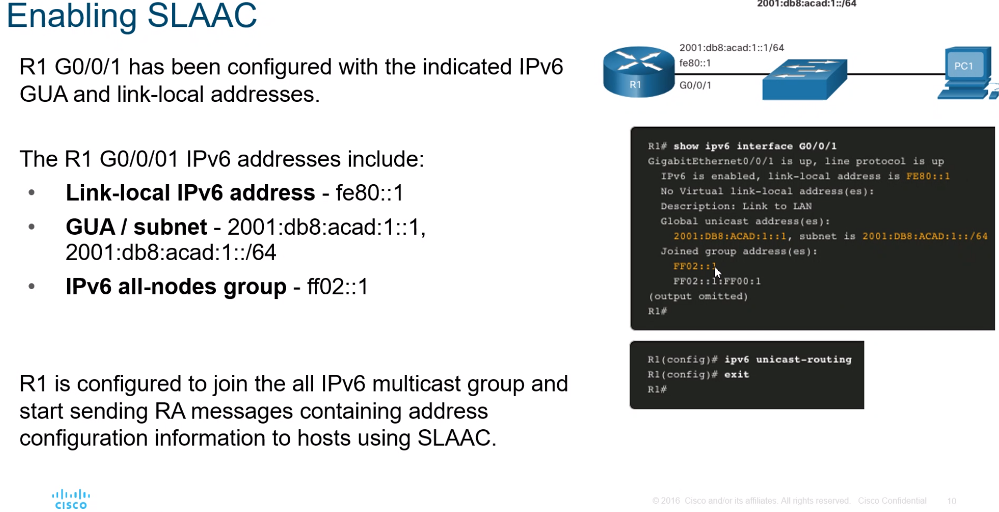 Enabling SLAAC
R1 G0/0/1 has been configured with the indicated IPv6
GUA and link-local addresses.
The R1 G0/0/01 IPv6 addresses include:
• Link-local IPv6 address - fe80::1
• GUA / subnet - 2001:db8:acad:1::1,
2001:db8:acad:1::/64
• IPv6 all-nodes group - ff02::1
R1 is configured to join the all IPv6 multicast group and
start sending RA messages containing address
configuration information to hosts using SLAAC.
2001:db8:acad:1::/64
2001:db8:acad:1::1/64
fe80::1
G0/0/1
R1
PC1
R1# show ipv6 interface G0/0/1
GigabitEthernet0/0/1 is up, line protocol is up
IPv6 is enabled, link-local address is FE80::1
No Virtual link-local address(es):
Description: Link to LAN
Global unicast address(es):
2001:DB8:ACAD:1::1, subnet is 2001:DB8:ACAD:1::/64
Joined group address(es):
FF02::1
FF02::1:FF00:1
(output omitted)
R1#
R1(config)# ipv6 unicast-routing
R1(config)# exit
R1#
CISCO
© 2016 Cisco and/or its affiliates. All rights reserved. Cisco Confidential 10